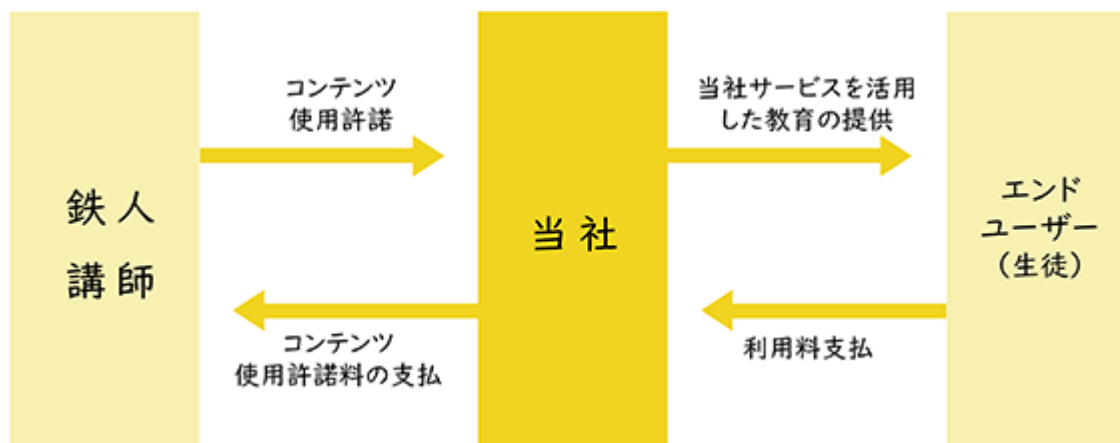 鉄人
講師
コンテンツ
使用許諾
コンテンツ
使用許諾料の支払
当社
当社サービスを活用
した教育の提供
利用料支払
エンド
ユーザー
（生徒）